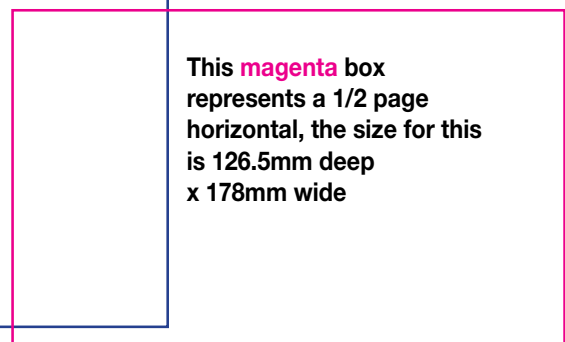 This magenta box
represents a 1/2 page
horizontal, the size for this
is 126.5mm deep
x 178mm wide